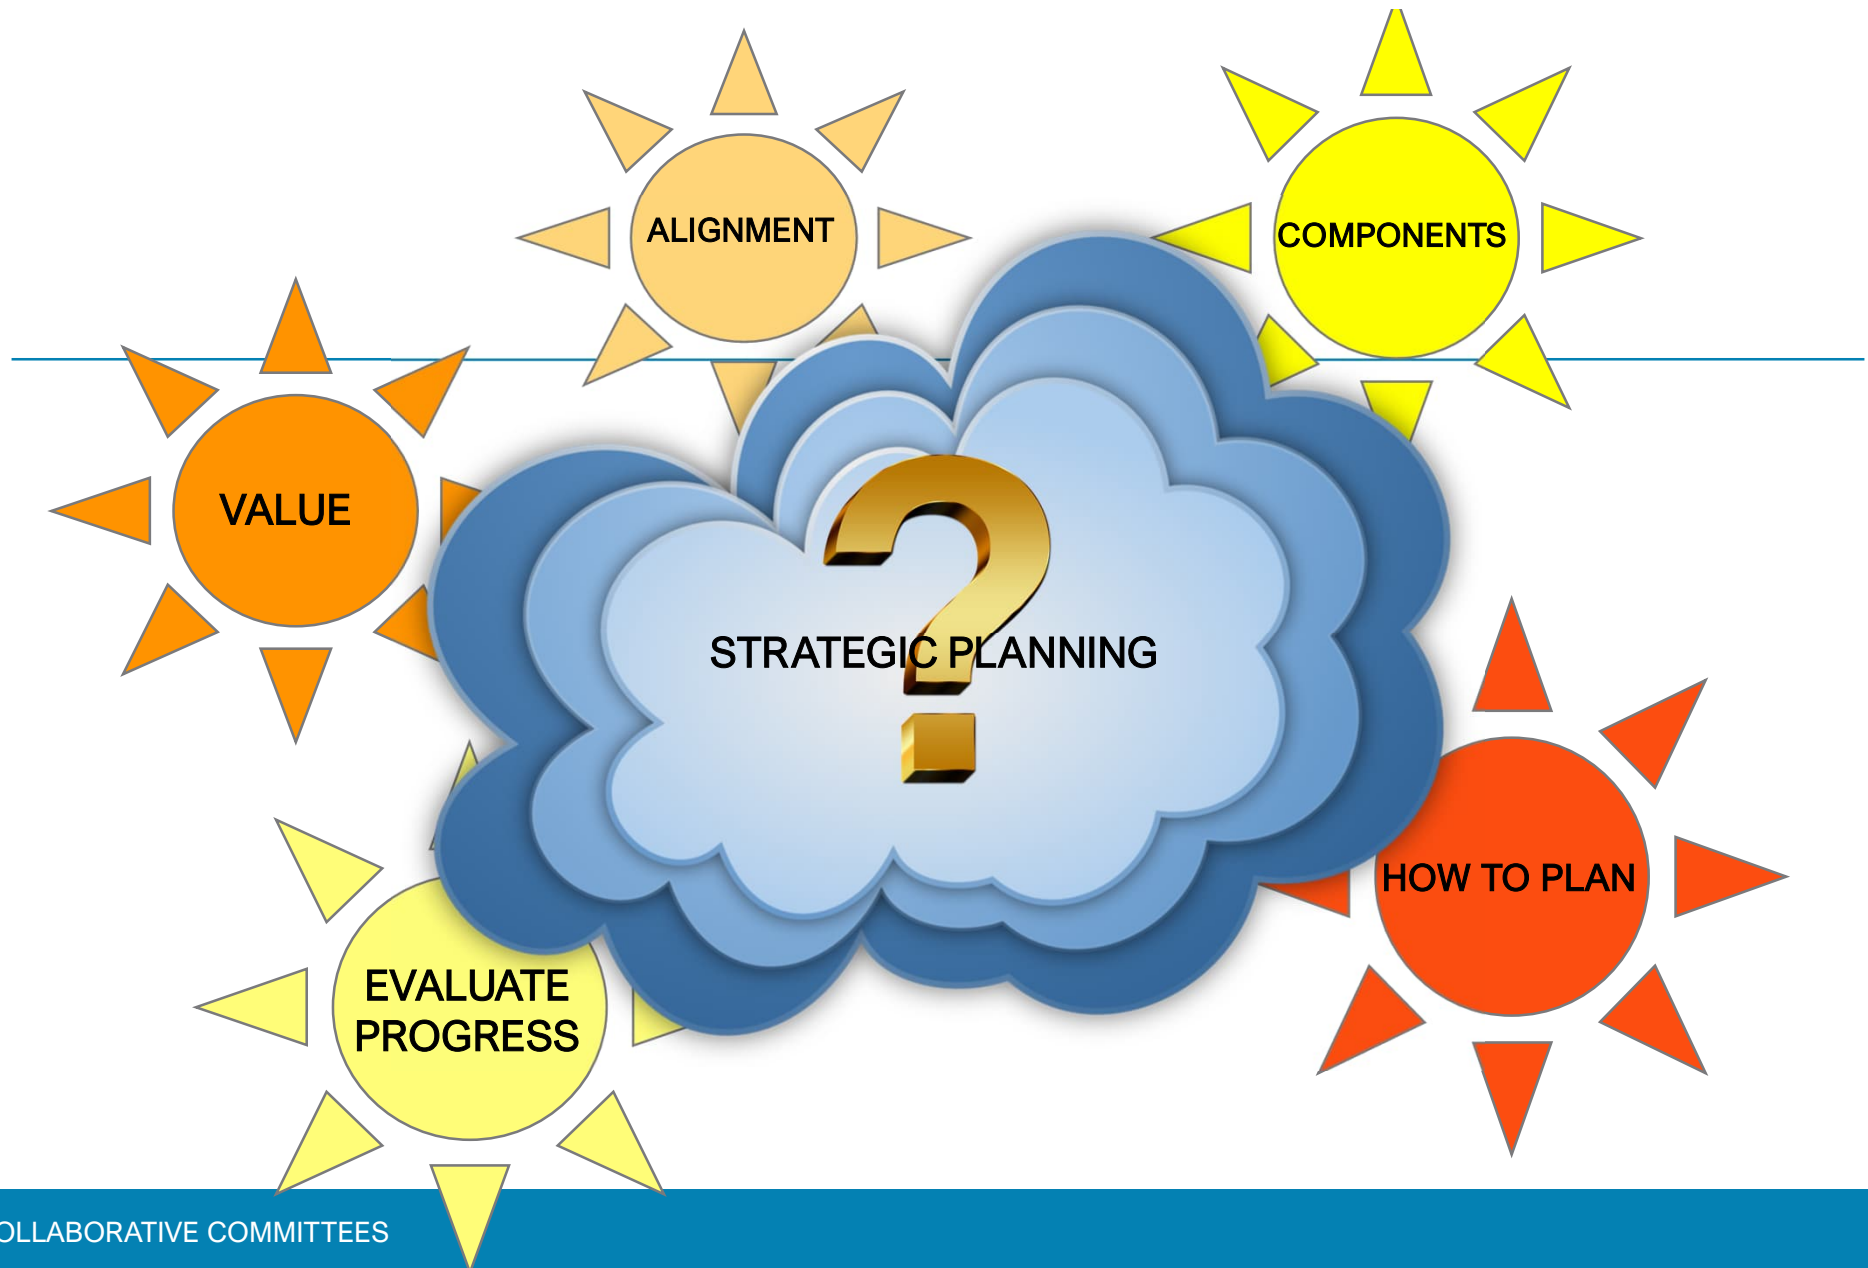 ALIGNMENT
COMPONENTS
VALUE
?
STRATEGIC PLANNING
HOW TO PLAN
EVALUATE
PROGRESS
OLLABORATIVE COMMITTEES